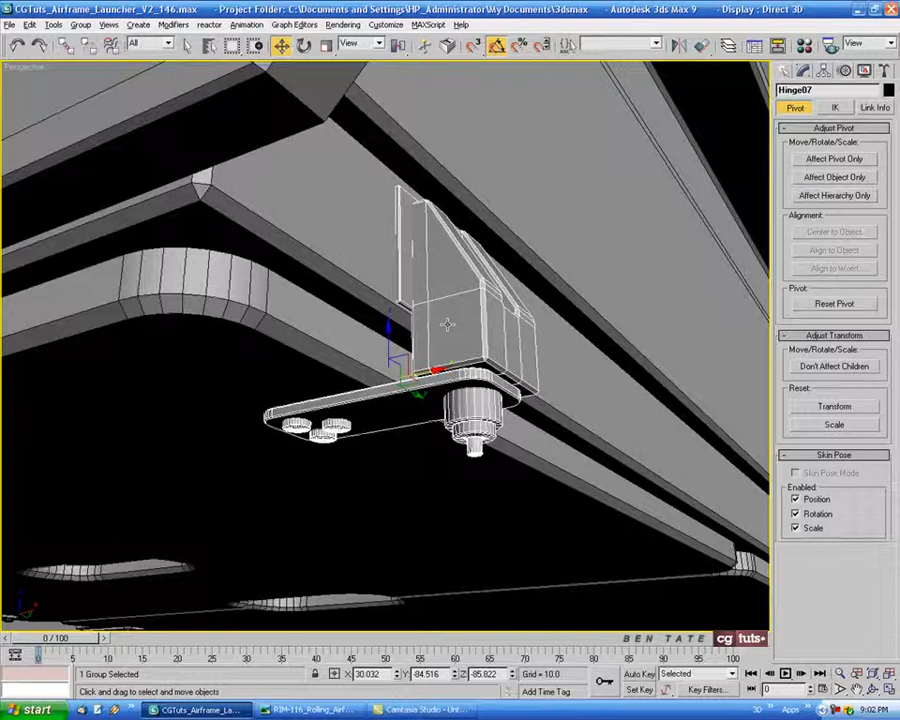 CGTuts_Airframe_Launcher_V2_146.max - Project Folder: C:\Documents and Settings\HP_Administrator\My Documents\3dsmax - Autodesk 3ds Max 9 - Display : Direct 3D
File Edit Tools Group Views Create Modifiers reactor Animation Graph Editors Rendering Customize MAXScript Help
All View View
Perspective
Hinge07
Pivot IK Link Info
Adjust Pivot
Move/Rotate/Scale:
Affect Pivot Only
Affect Object Only
Affect Hierarchy Only
Alignment:
Center to Object
Align to Object
Align to World
Pivot:
Reset Pivot
Adjust Transform
Move/Rotate/Scale:
Don't Affect Children
Reset:
Transform
Scale
Skin Pose
Skin Pose Mode
Enabled:
Position
Rotation
Scale
0 / 100
BEN TATE cg tuts+
0 5 10 15 20 25 30 35 40 45 50 55 60 65 70 75 80 85 90 95 100
1 Group Selected X: 30.032 Y: -84.516 Z: -85.822 Grid = 10.0 Auto Key Selected
Click and drag to select and move objects Add Time Tag Set Key Key Filters... 0
start CGTuts_Airframe_La... RIM-116_Rolling_Airf... Camtasia Studio - Unt... 3D Apps 9:02 PM